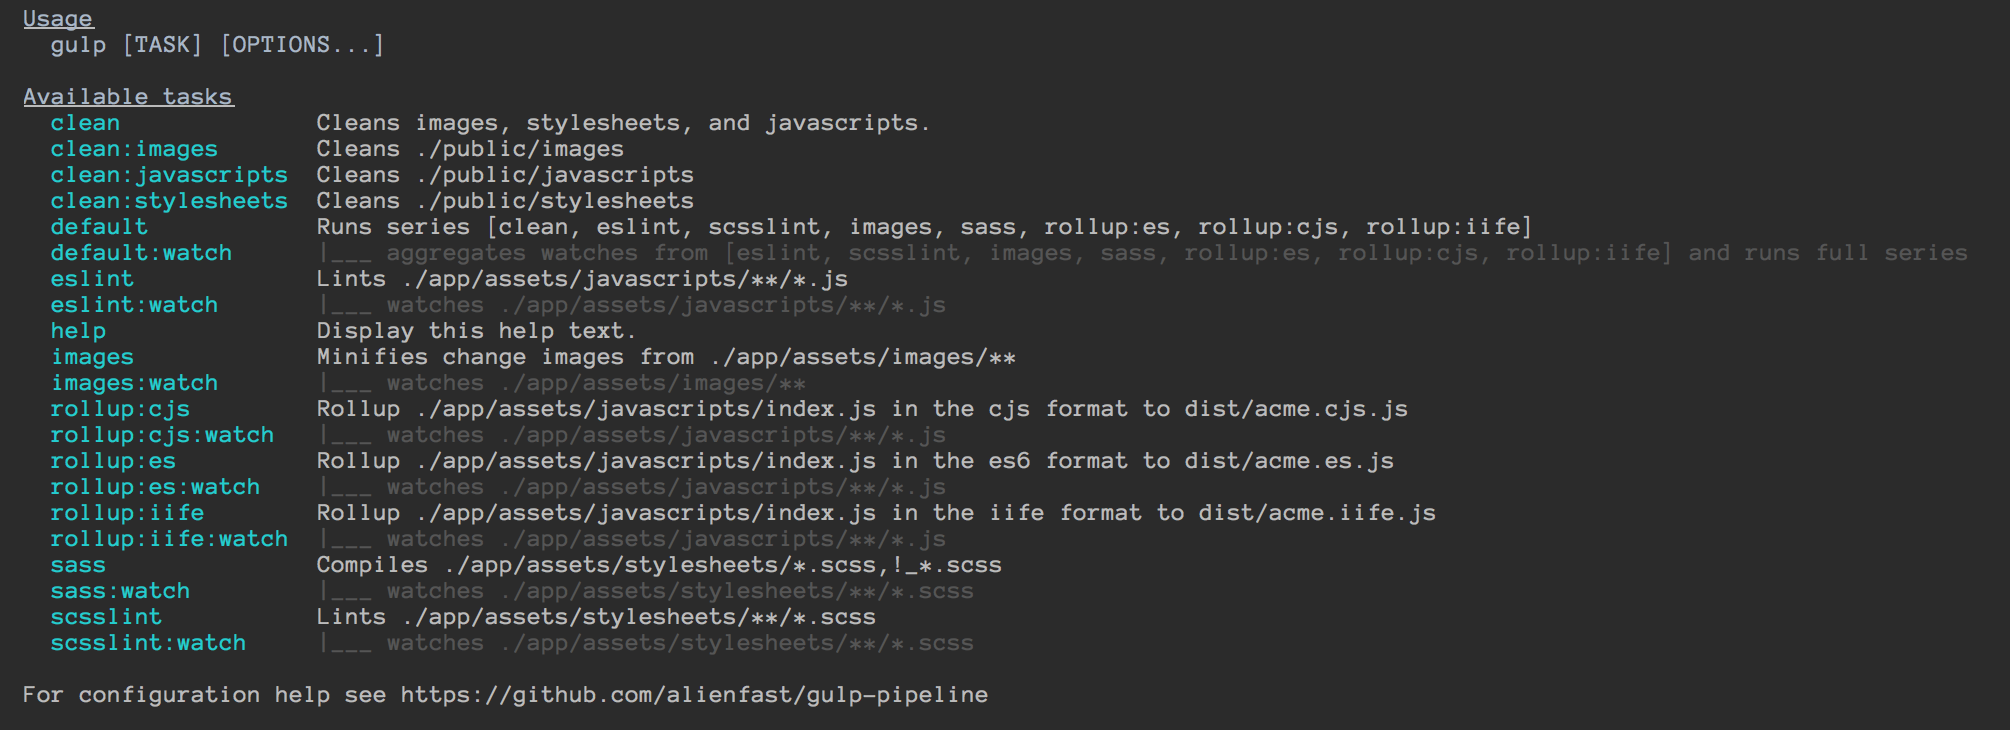 Usage
gulp [TASK] [OPTIONS...]
Available tasks
clean Cleans images, stylesheets, and javascripts.
clean:images Cleans ./public/images
clean:javascripts Cleans ./public/javascripts
clean:stylesheets Cleans ./public/stylesheets
default Runs series [clean, eslint, scsslint, images, sass, rollup:es, rollup:cjs, rollup:iife]
default:watch |___ aggregates watches from [eslint, scsslint, images, sass, rollup:es, rollup:cjs, rollup:iife] and runs full series
eslint Lints ./app/assets/javascripts/**/*.js
eslint:watch |___ watches ./app/assets/javascripts/**/*.js
help Display this help text.
images Minifies change images from ./app/assets/images/**
images:watch |___ watches ./app/assets/images/**
rollup:cjs Rollup ./app/assets/javascripts/index.js in the cjs format to dist/acme.cjs.js
rollup:cjs:watch |___ watches ./app/assets/javascripts/**/*.js
rollup:es Rollup ./app/assets/javascripts/index.js in the es6 format to dist/acme.es.js
rollup:es:watch |___ watches ./app/assets/javascripts/**/*.js
rollup:iife Rollup ./app/assets/javascripts/index.js in the iife format to dist/acme.iife.js
rollup:iife:watch |___ watches ./app/assets/javascripts/**/*.js
sass Compiles ./app/assets/stylesheets/*.scss,!_*.scss
sass:watch |___ watches ./app/assets/stylesheets/**/*.scss
scsslint Lints ./app/assets/stylesheets/**/*.scss
scsslint:watch |___ watches ./app/assets/stylesheets/**/*.scss
For configuration help see https://github.com/alienfast/gulp-pipeline